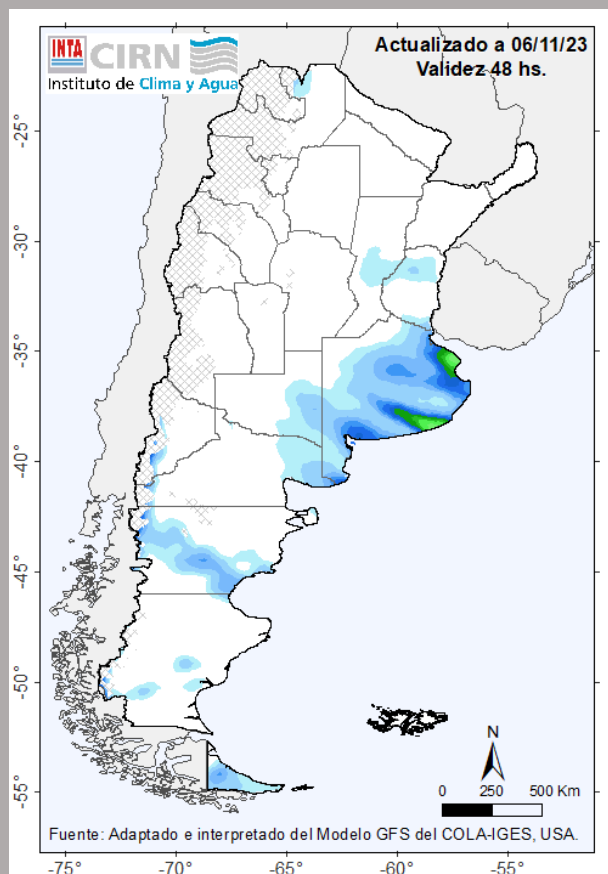 INTA CIRN
Instituto de Clima y Agua
Actualizado a 06/11/23
Validez 48 hs.
-25°
-30°
-35°
-40°
-45°
-50°
-55°
N
0 250 500 Km
Fuente: Adaptado e interpretado del Modelo GFS del COLA-IGES, USA.
-75° -70° -65° -60° -55°